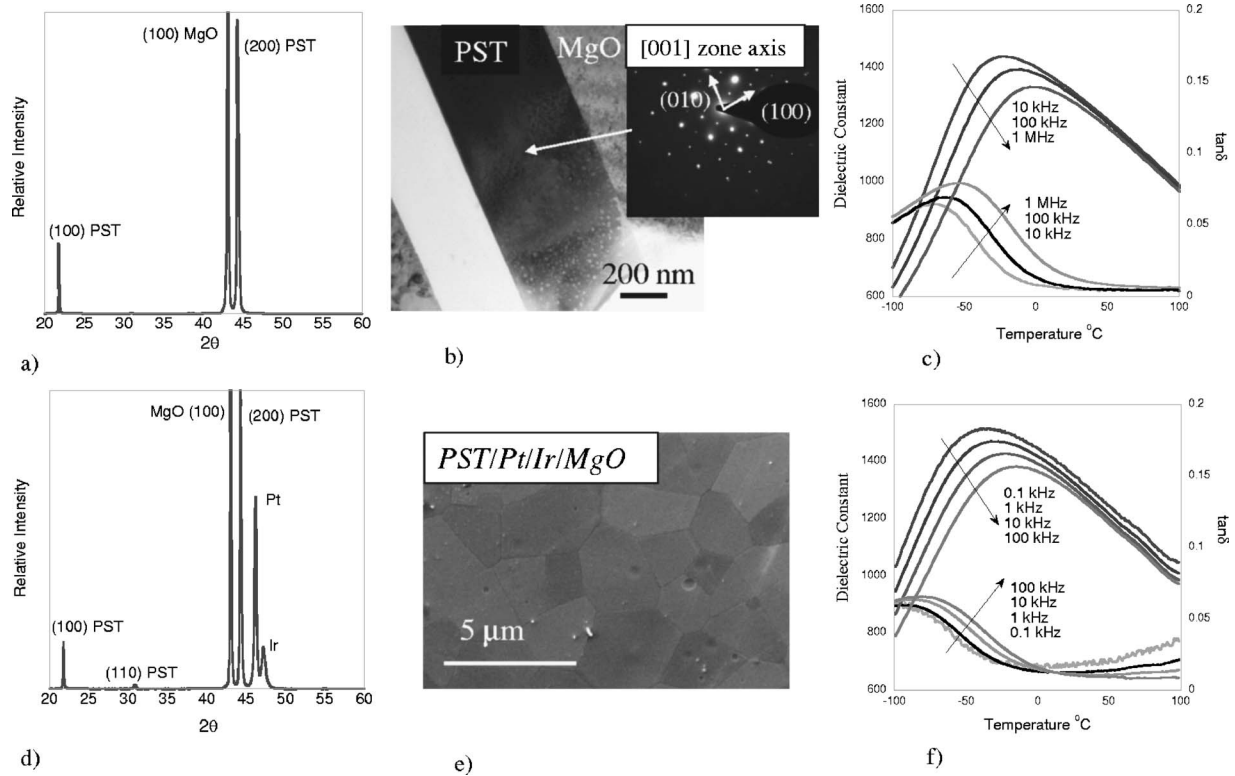 (100) MgO
(200) PST
(100) PST
Relative Intensity
20 25 30 35 40 45 50 55 60
2θ
a)
PST
MgO
[001] zone axis
(010)
(100)
200 nm
b)
1600
1400
1200
1000
800
600
Dielectric Constant
10 kHz
100 kHz
1 MHz
1 MHz
100 kHz
10 kHz
0.2
0.15
0.1
0.05
0
tanδ
-100 -50 0 50 100
Temperature °C
c)
MgO (100)
(200) PST
Pt
Ir
(100) PST
(110) PST
Relative Intensity
20 25 30 35 40 45 50 55 60
2θ
d)
PST/Pt/Ir/MgO
5 μm
e)
1600
1400
1200
1000
800
600
Dielectric Constant
0.1 kHz
1 kHz
10 kHz
100 kHz
100 kHz
10 kHz
1 kHz
0.1 kHz
0.2
0.15
0.1
0.05
0
tanδ
-100 -50 0 50 100
Temperature °C
f)